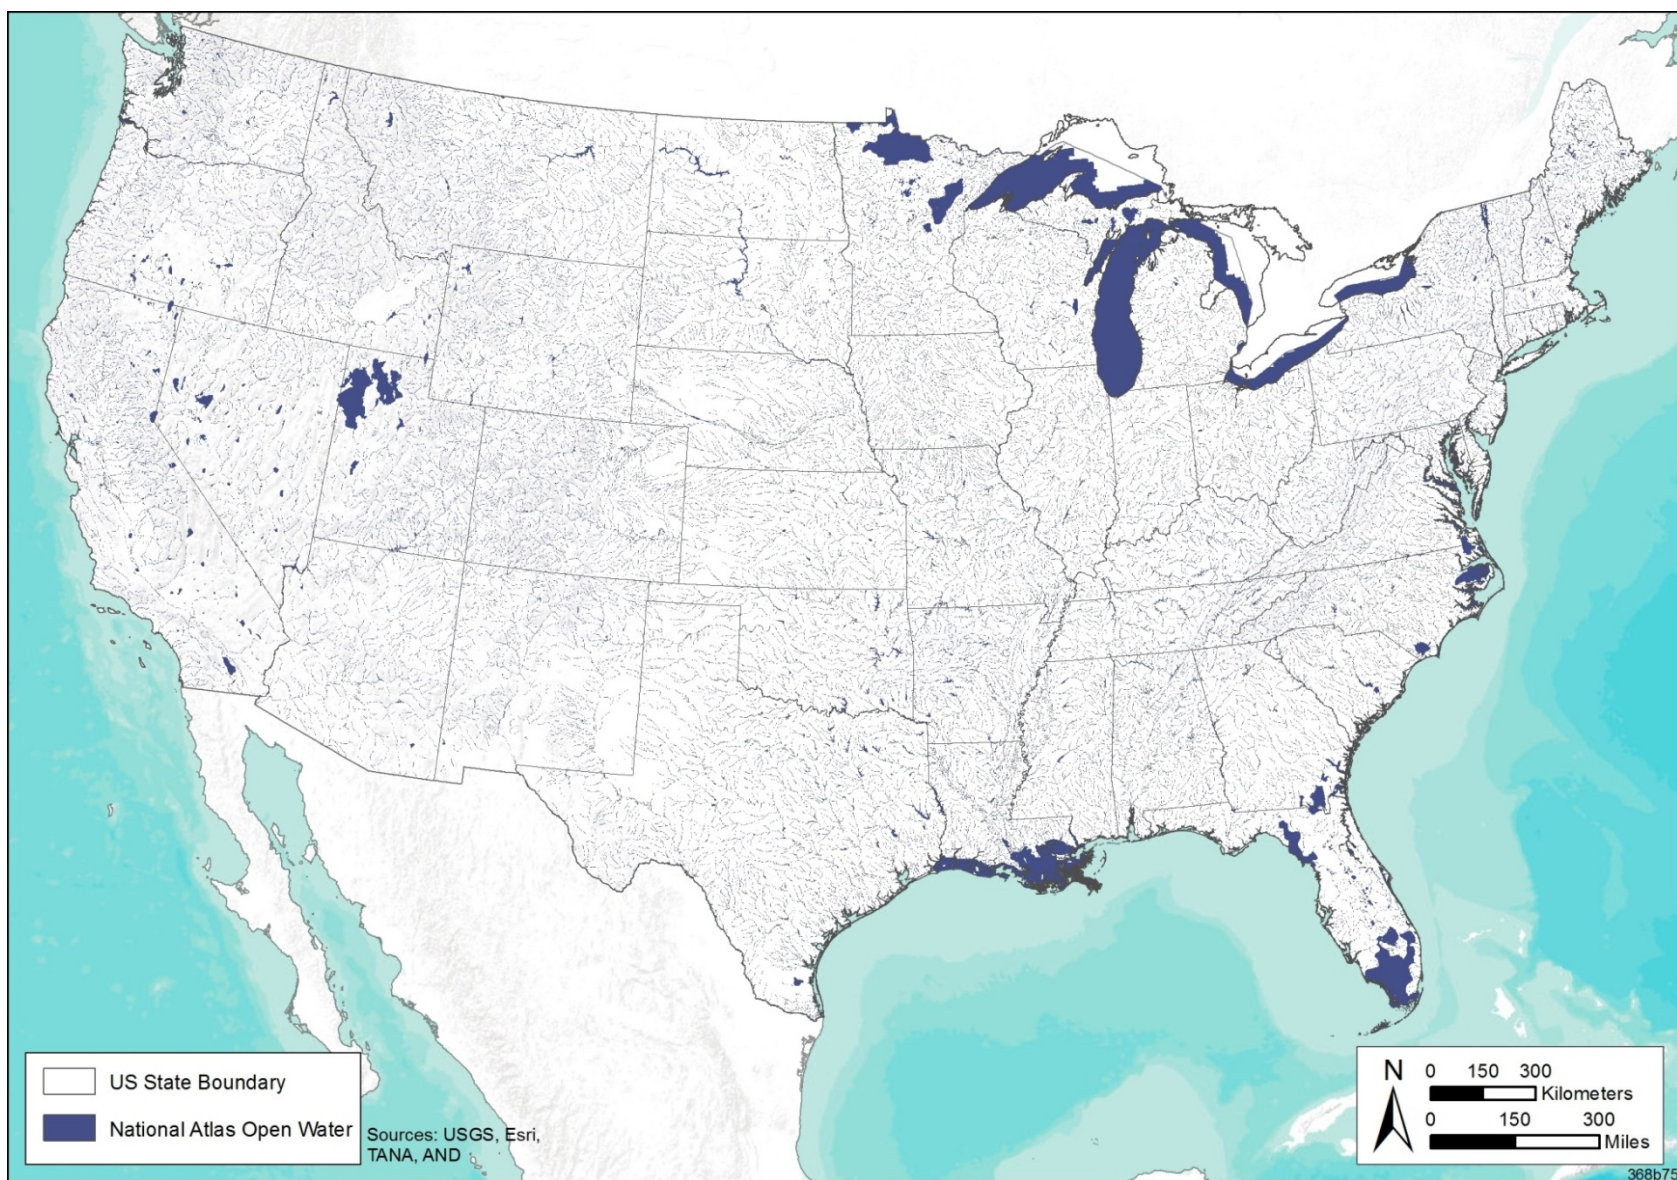 US State Boundary
National Atlas Open Water
Sources: USGS, Esri,
TANA, AND
N
0 150 300
Kilometers
0 150 300
Miles
368b75